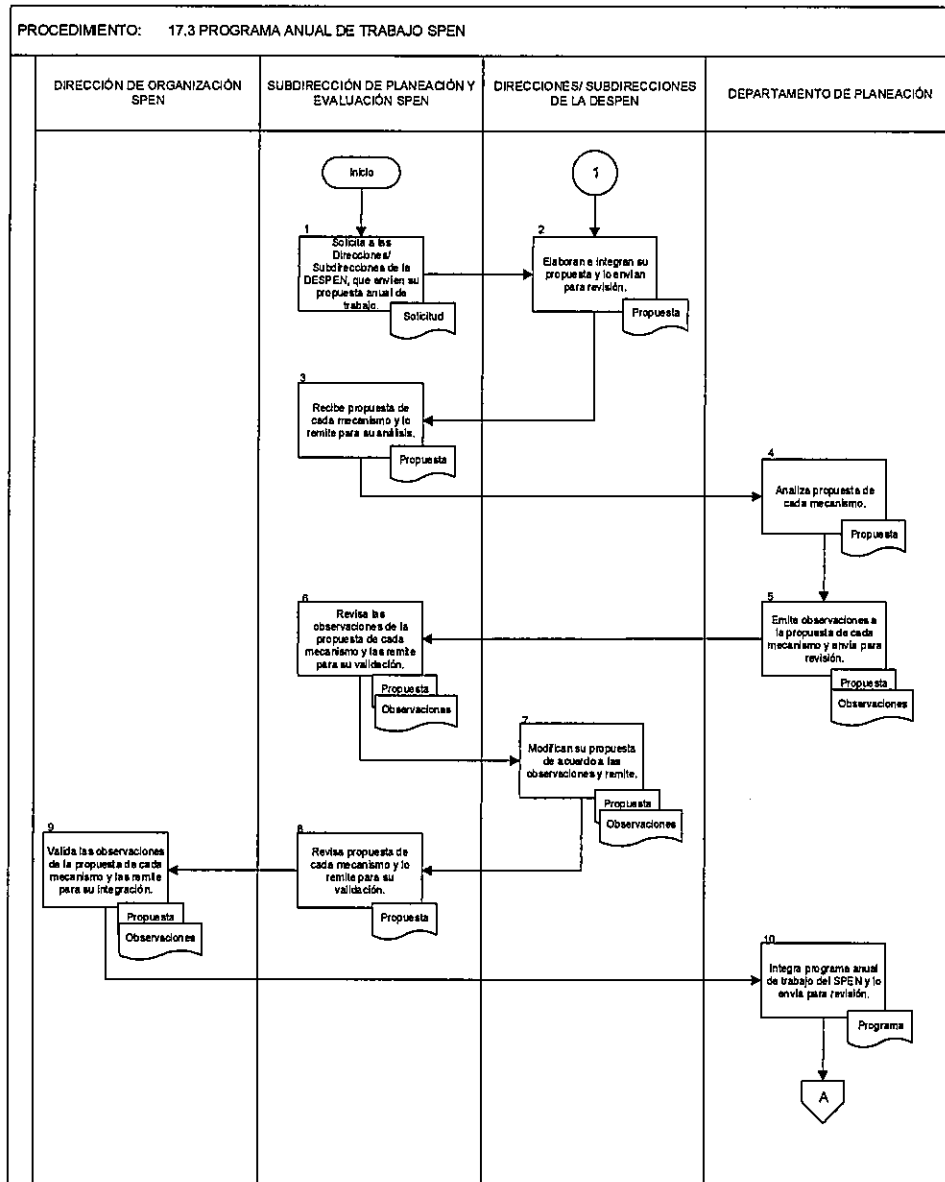 PROCEDIMIENTO: 17.3 PROGRAMA ANUAL DE TRABAJO SPEN
DIRECCIÓN DE ORGANIZACIÓN
SPEN
SUBDIRECCIÓN DE PLANEACIÓN Y
EVALUACIÓN SPEN
DIRECCIONES/ SUBDIRECCIONES
DE LA DESPEN
DEPARTAMENTO DE PLANEACIÓN
Inicio
1
1
Solicita a las
Direcciones/
Subdirecciones de la
DESPEN, que envíen su
propuesta anual de
trabajo.
Solicitud
2
Elaboran e integran su
propuesta y lo envían
para revisión.
Propuesta
3
Recibe propuesta de
cada mecanismo y lo
remite para su análisis.
Propuesta
4
Analiza propuesta de
cada mecanismo.
Propuesta
5
Emite observaciones a
la propuesta de cada
mecanismo y envía para
revisión.
Propuesta
Observaciones
6
Revisa las
observaciones de la
propuesta de cada
mecanismo y las remite
para su validación.
Propuesta
Observaciones
7
Modifican su propuesta
de acuerdo a las
observaciones y remite.
Propuesta
Observaciones
8
Revisa propuesta de
cada mecanismo y lo
remite para su
validación.
Propuesta
9
Valida las observaciones
de la propuesta de cada
mecanismo y las remite
para su integración.
Propuesta
Observaciones
10
Integra programa anual
de trabajo del SPEN y lo
envía para revisión.
Programa
A